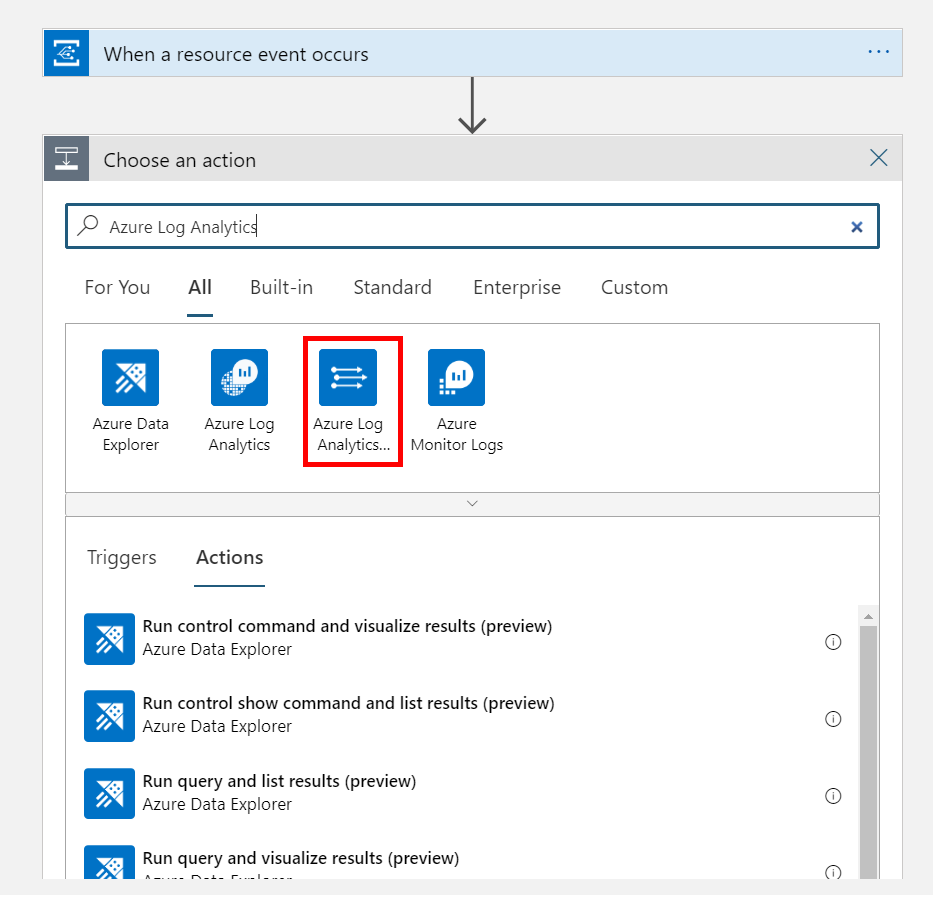 When a resource event occurs
Choose an action
Azure Log Analytics
For You All Built-in Standard Enterprise Custom
Azure Data Explorer
Azure Log Analytics
Azure Log Analytics...
Azure Monitor Logs
Triggers Actions
Run control command and visualize results (preview)
Azure Data Explorer
Run control show command and list results (preview)
Azure Data Explorer
Run query and list results (preview)
Azure Data Explorer
Run query and visualize results (preview)
Azure Data Explorer